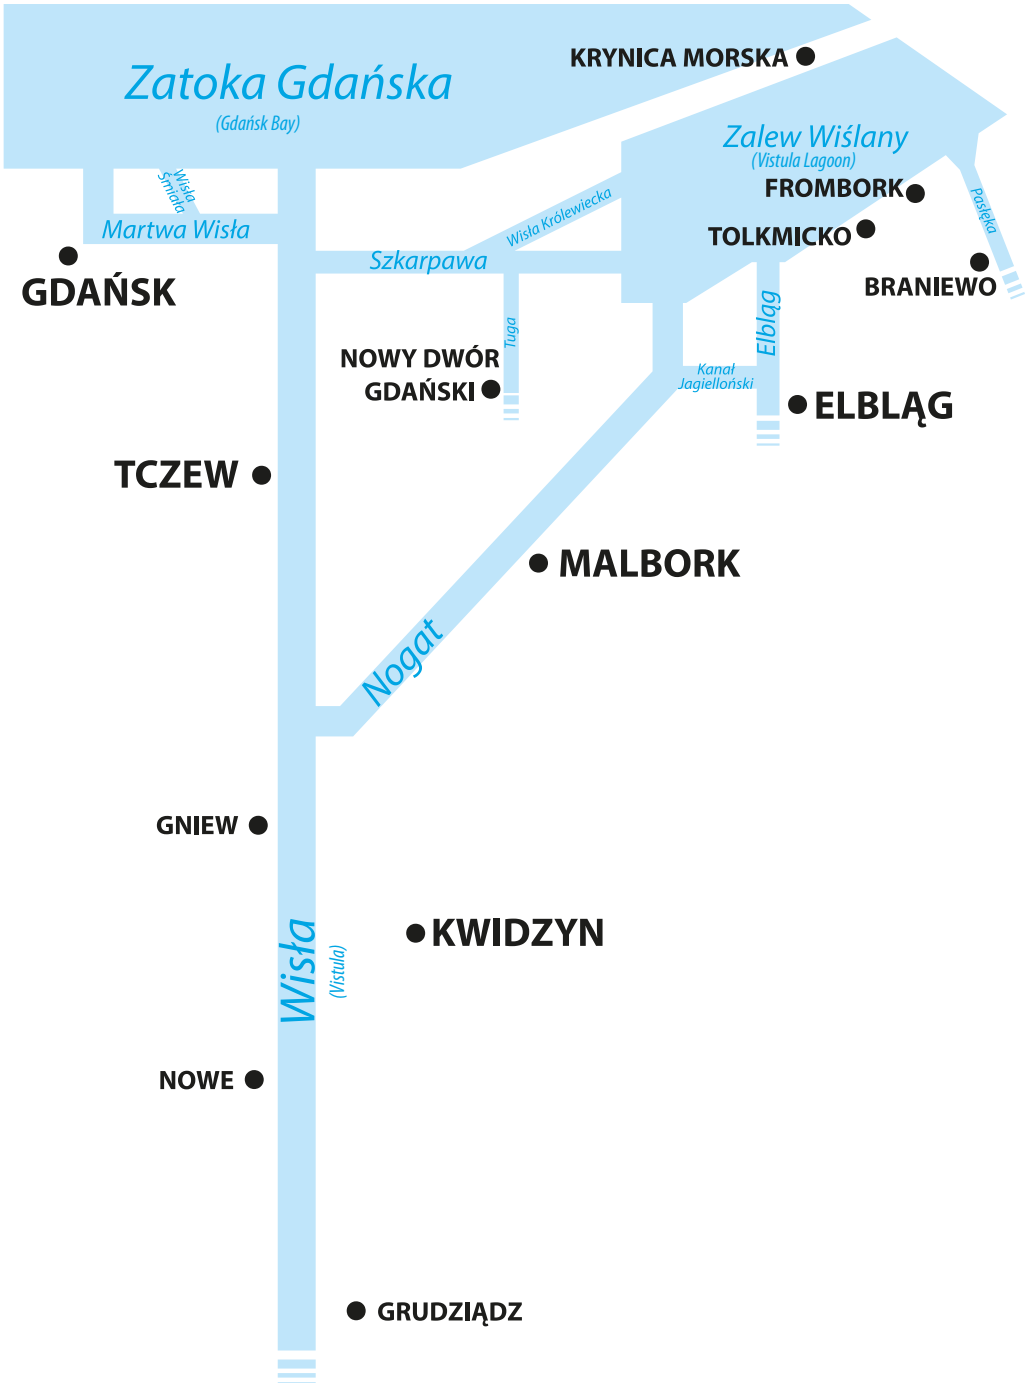 KRYNICA MORSKA
Zatoka Gdańska
(Gdańsk Bay)
Zalew Wiślany
(Vistula Lagoon)
Wisła
Śmiała
FROMBORK
Pasłęka
Wisła Królewiecka
Martwa Wisła
TOLKMICKO
Szkarpawa
GDAŃSK
BRANIEWO
Elbląg
Tuga
NOWY DWÓR
GDAŃSKI
Kanał
Jagielloński
ELBLĄG
TCZEW
MALBORK
Nogat
GNIEW
KWIDZYN
Wisła
(Vistula)
NOWE
GRUDZIĄDZ